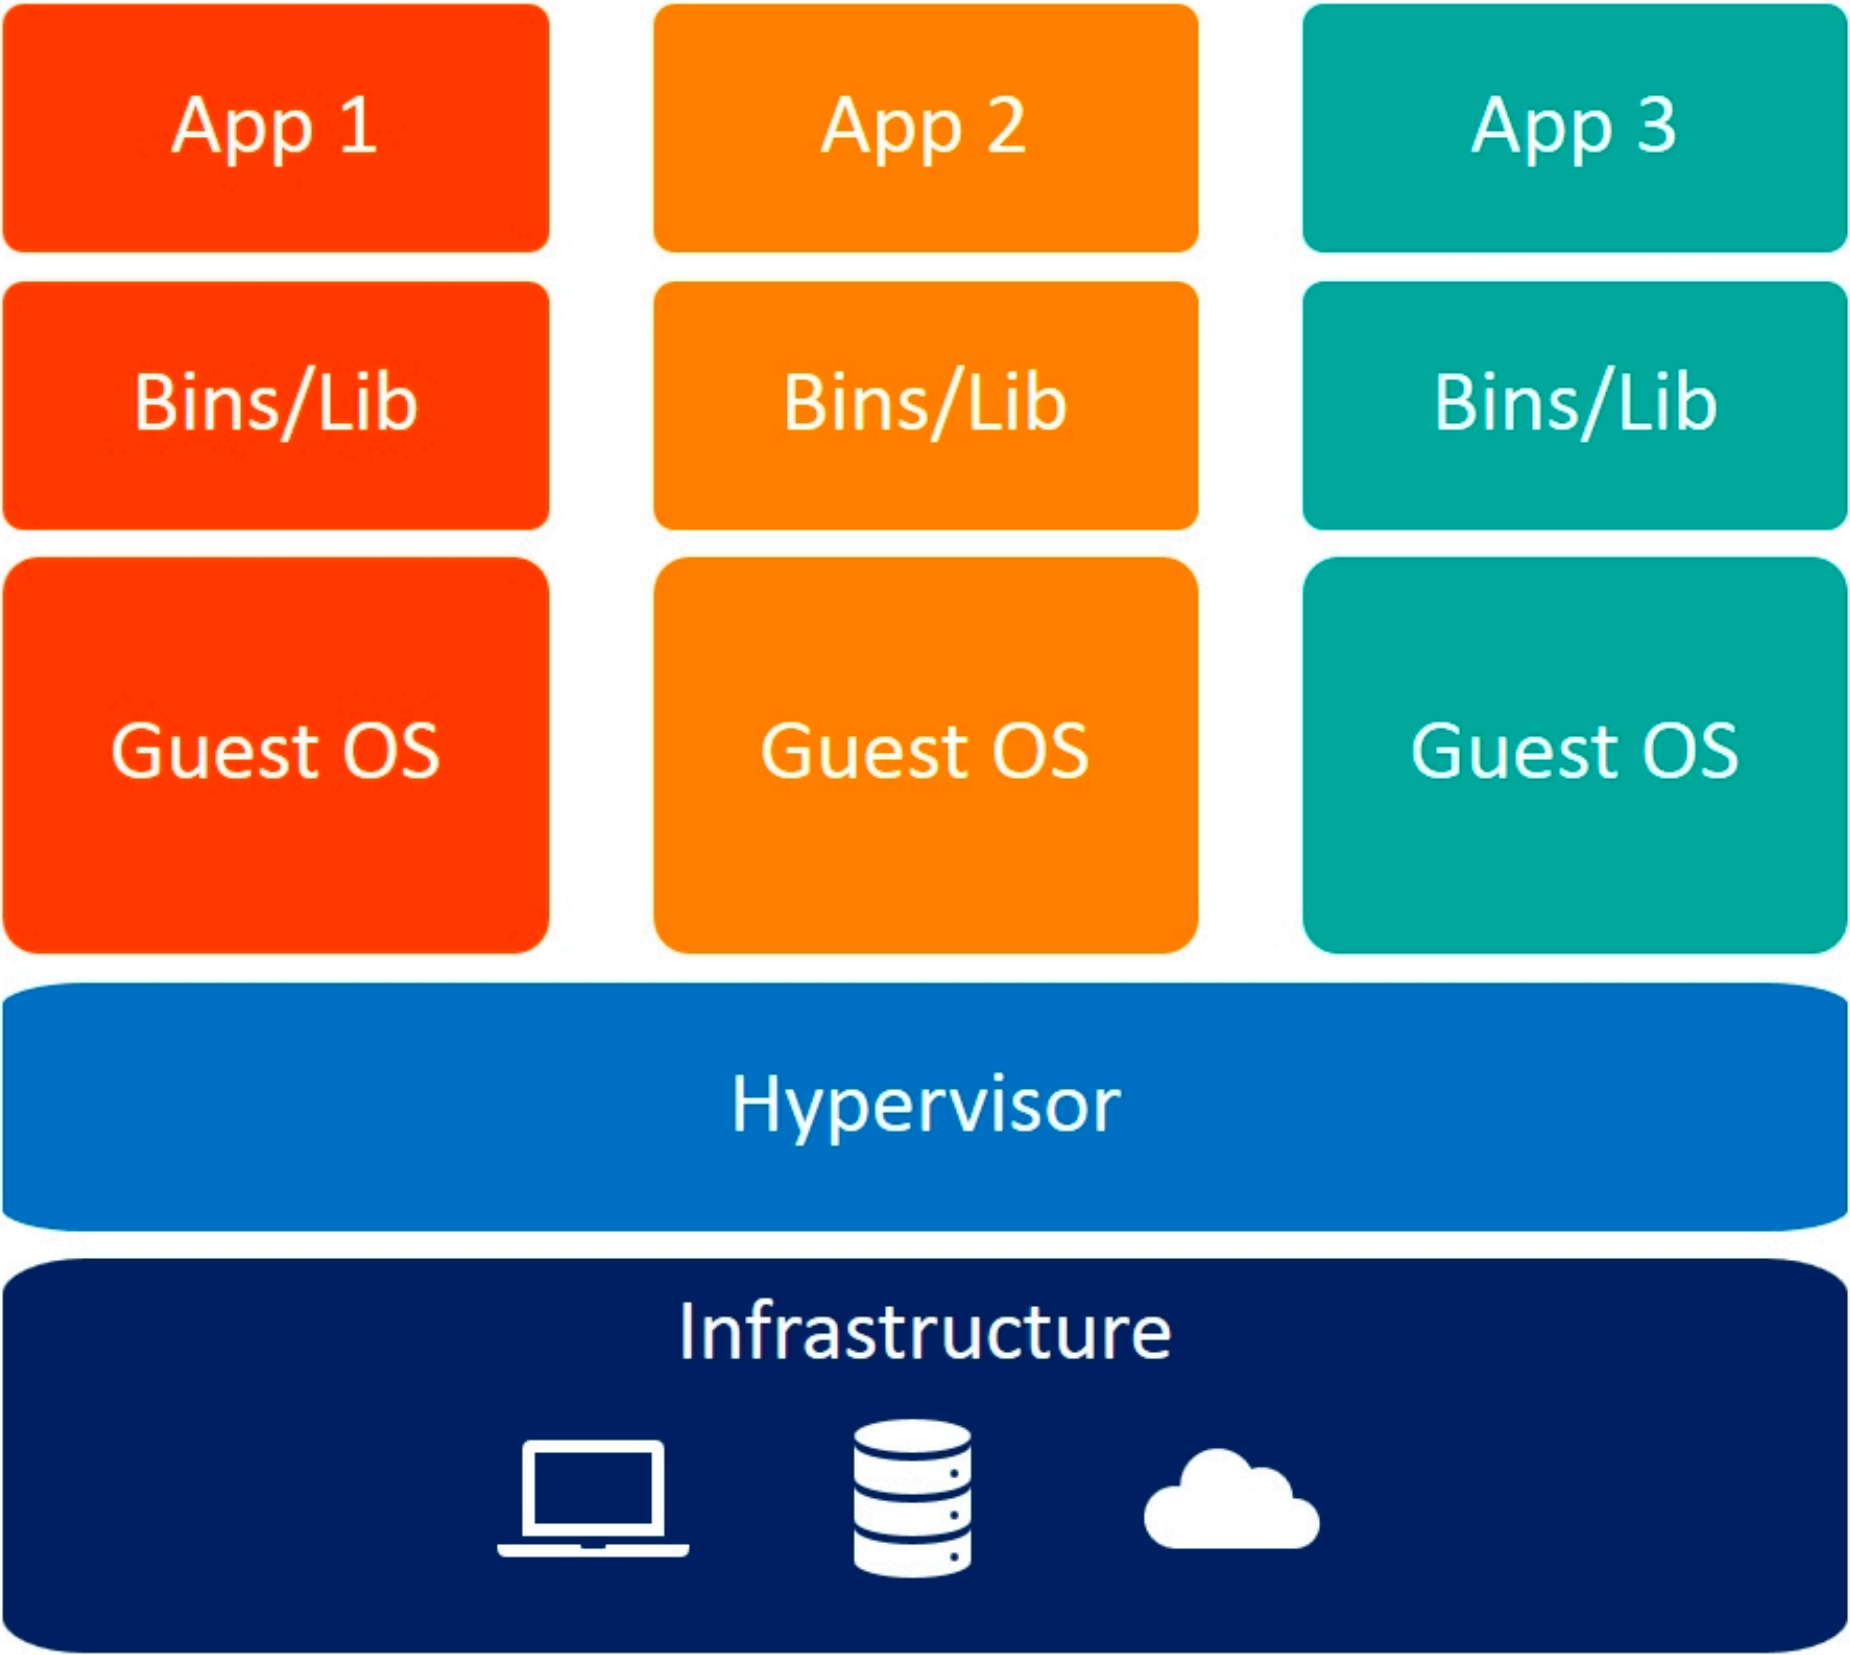 App 1
App 2
App 3
Bins/Lib
Bins/Lib
Bins/Lib
Guest OS
Guest OS
Guest OS
Hypervisor
Infrastructure